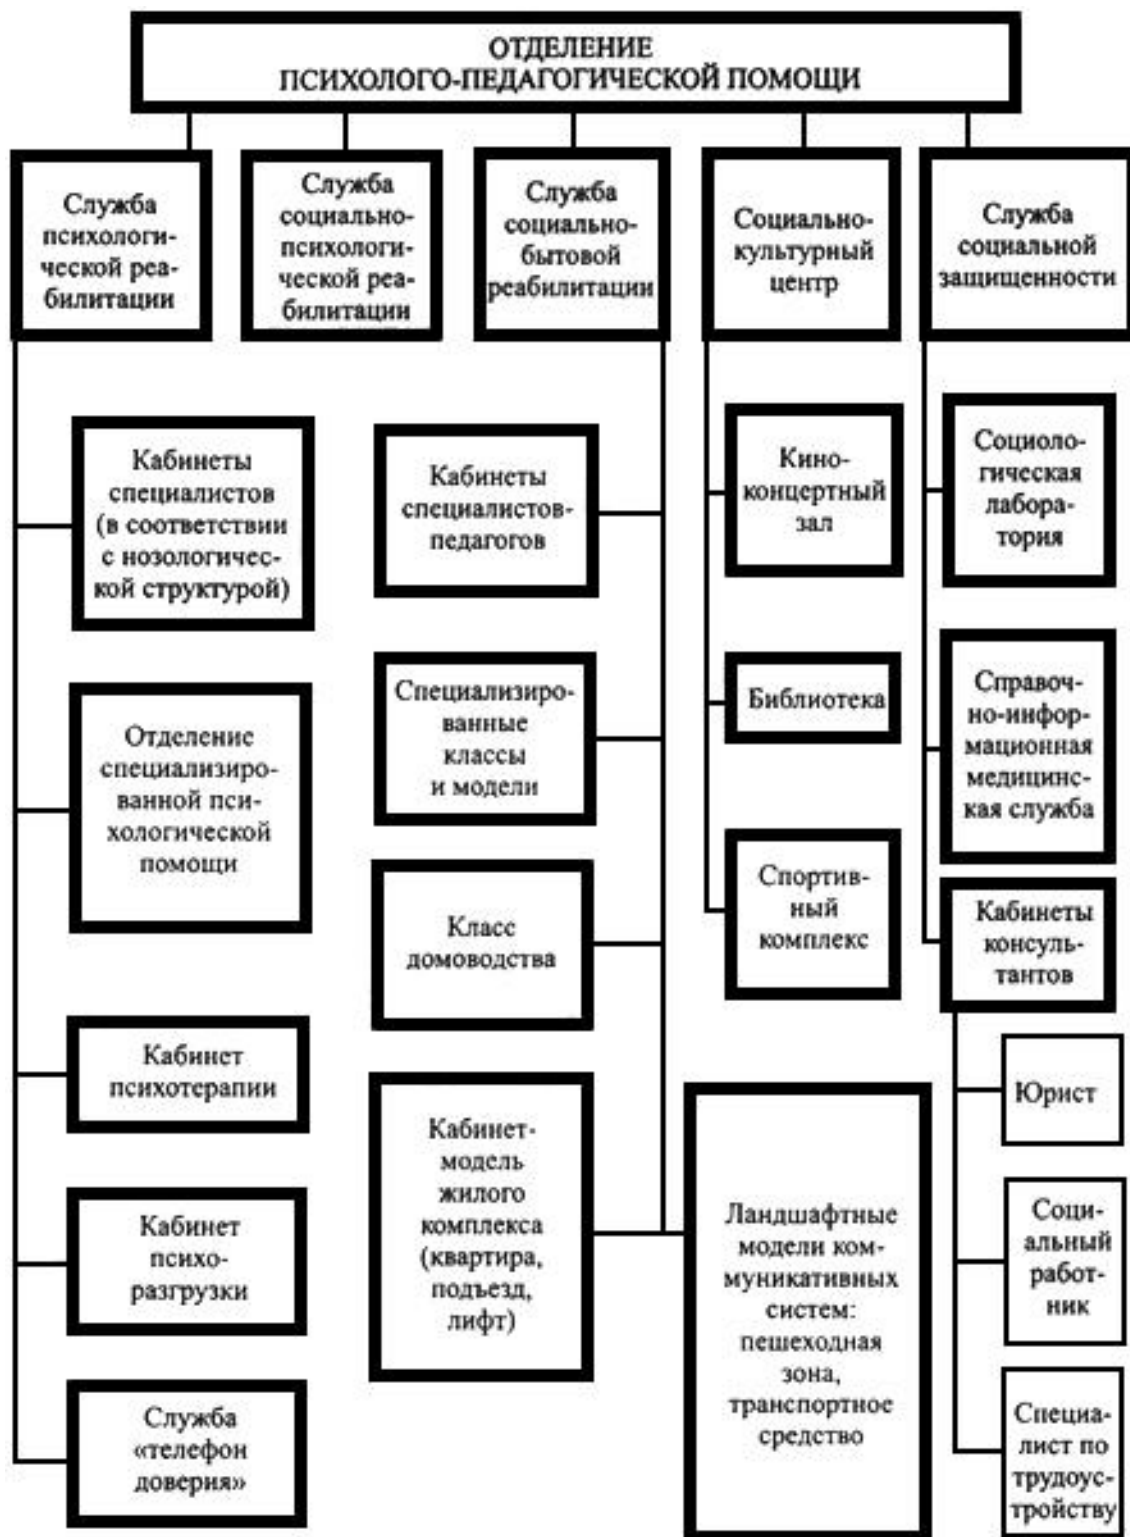 ОТДЕЛЕНИЕ
ПСИХОЛОГО-ПЕДАГОГИЧЕСКОЙ ПОМОЩИ
Служба
психологи-
ческой реа-
билитации
Служба
социально-
психологи-
ческой реа-
билитации
Служба
социально-
бытовой
реабилитации
Социально-
культурный
центр
Служба
социальной
защищенности
Кабинеты
специалистов
(в соответствии
с нозологичес-
кой структурой)
Отделение
специализиро-
ванной пси-
хологической
помощи
Кабинет
психотерапии
Кабинет
психо-
разгрузки
Служба
«телефон
доверия»
Кабинеты
специалистов-
педагогов
Специализиро-
ванные
классы
и модели
Класс
домоводства
Кабинет-
модель
жилого
комплекса
(квартира,
подъезд,
лифт)
Ландшафтные
модели ком-
муникативных
систем:
пешеходная
зона,
транспортное
средство
Кино-
концертный
зал
Библиотека
Спортив-
ный
комплекс
Социоло-
гическая
лабора-
тория
Справоч-
но-инфор-
мационная
медицинс-
кая служба
Кабинеты
консуль-
тантов
Юрист
Соци-
альный
работ-
ник
Специа-
лист по
трудоус-
тройству